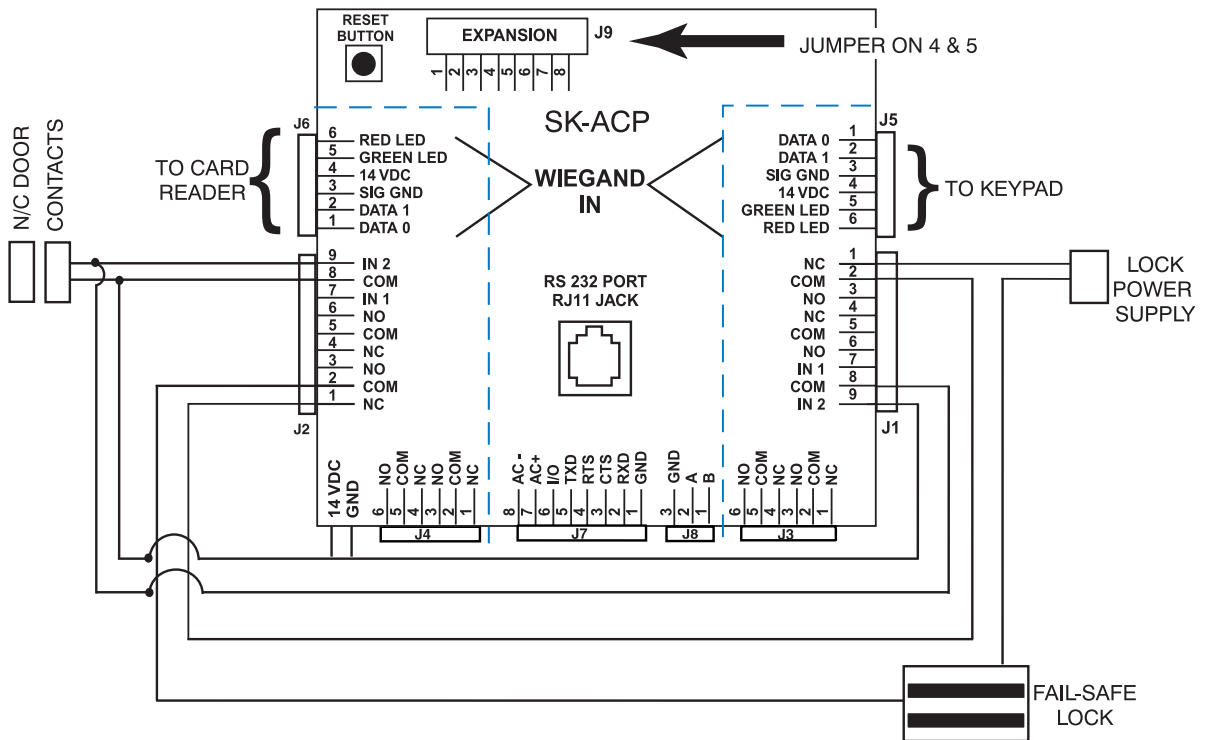 RESET
BUTTON
EXPANSION
J9
JUMPER ON 4 & 5
1
2
3
4
5
6
7
8
SK-ACP
WIEGAND
IN
N/C DOOR
CONTACTS
TO CARD
READER
J6
6 RED LED
5 GREEN LED
4 14 VDC
3 SIG GND
2 DATA 1
1 DATA 0
J5
DATA 0 1
DATA 1 2
SIG GND 3
14 VDC 4
GREEN LED 5
RED LED 6
TO KEYPAD
9 IN 2
8 COM
7 IN 1
6 NO
5 COM
4 NC
3 NO
2 COM
1 NC
J2
RS 232 PORT
RJ11 JACK
NC 1
COM 2
NO 3
NC 4
COM 5
NO 6
IN 1 7
COM 8
IN 2 9
J1
LOCK
POWER
SUPPLY
14 VDC
GND
6 NO
5 COM
4 NC
3 NO
2 COM
1 NC
J4
8 AC -
7 AC+
6 I/O
5 TXD
4 RTS
3 CTS
2 RXD
1 GND
J7
3 GND
2 A
1 B
J8
6 NO
5 COM
4 NC
3 NO
2 COM
1 NC
J3
FAIL-SAFE
LOCK